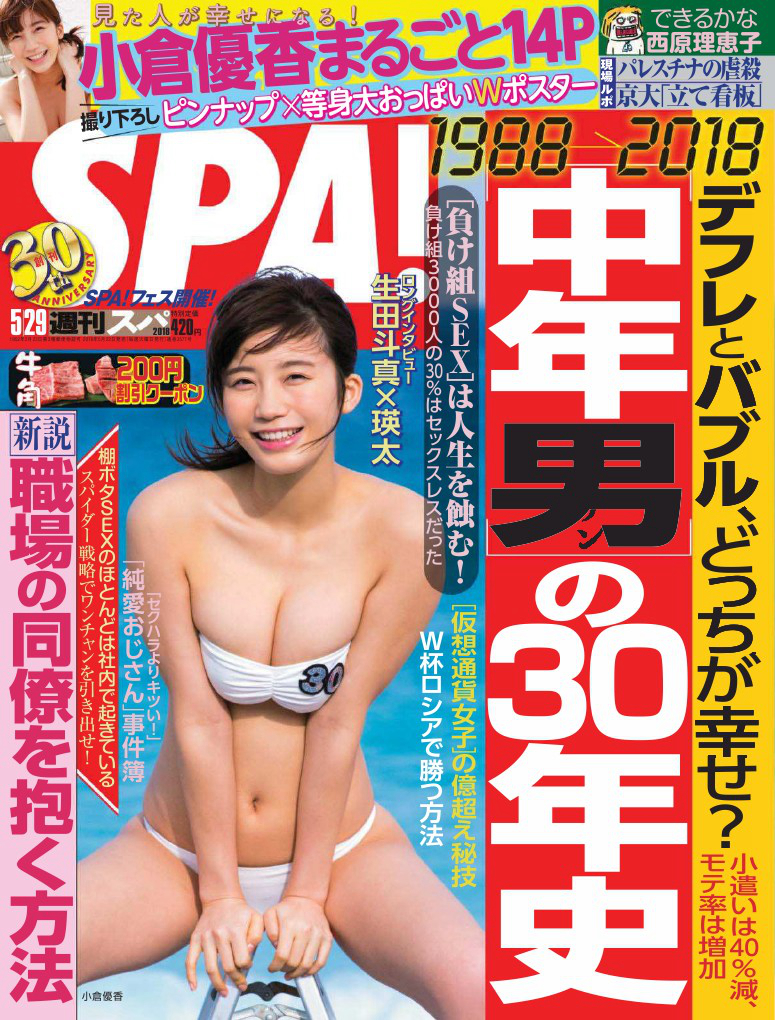 見た人が幸せになる!
小倉優香まるごと14P
撮り下ろし ピンナップ×等身大おっぱいWポスター
できるかな
西原理恵子
現場ルポ
パレスチナの虐殺
京大「立て看板」
SPA!
1988→2018
デフレとバブル、どっちが幸せ?
小遣いは40%減、
モテ率は増加
「中年男」の30年史
ン
[負け組SEX]は人生を蝕む!
負け組3000人の30%はセックスレスだった
ロングインタビュー
生田斗真×瑛太
創刊
30th
ANNIVERSARY
SPA!フェス開催!
5/29
週刊スパ
2018
特別定価
420円
牛角
200円
割引クーポン
新説
職場の同僚を抱く方法
棚ボタSEXのほとんどは社内で起きている
スパイダー戦略でワンチャンを引き出せ!
「セクハラよりキツい!」
「純愛おじさん」事件簿
[仮想通貨女子]の億超え秘技
W杯ロシアで勝つ方法
30
小倉優香